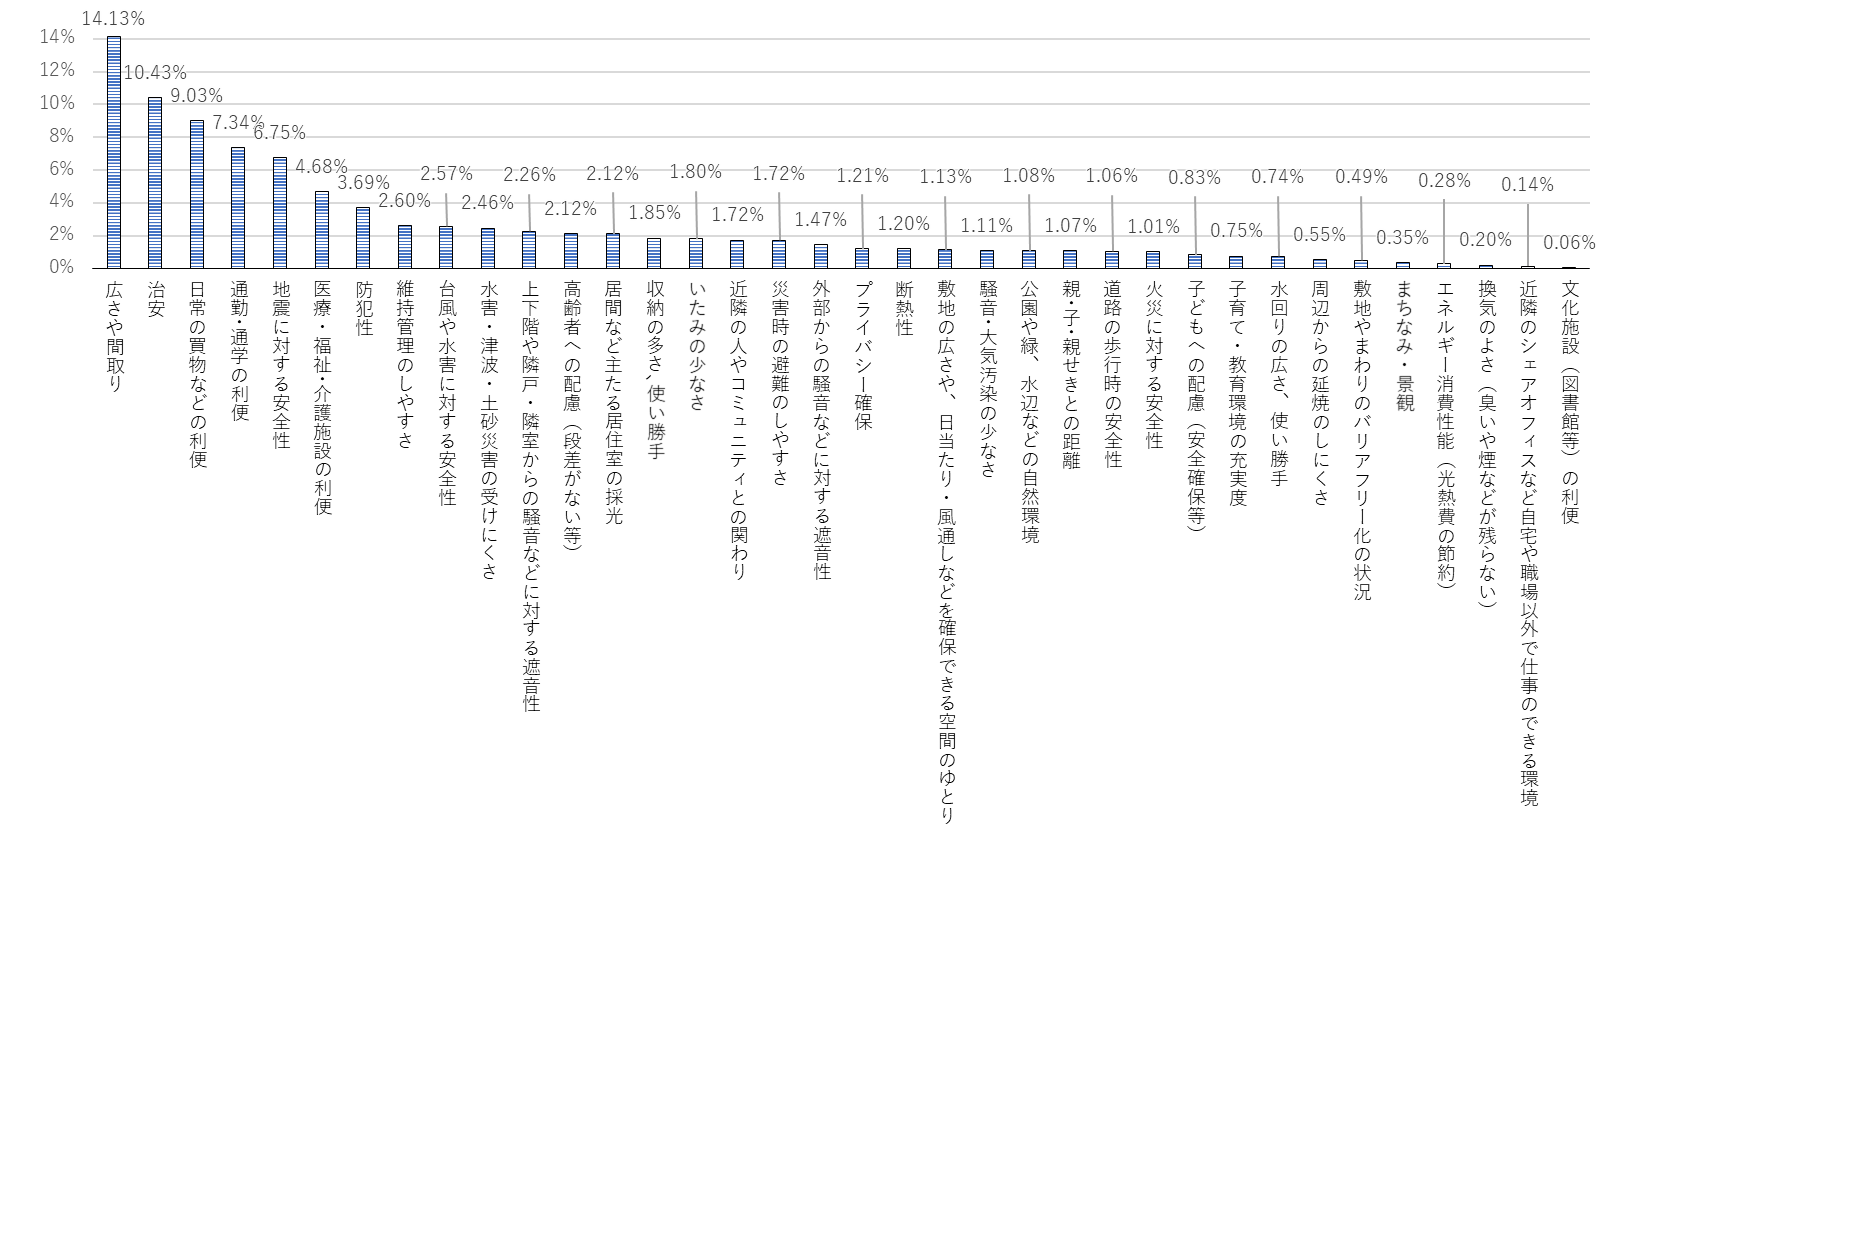 14.13%
14%
12%
10.43%
10%
9.03%
8%
7.34%
6.75%
6%
4.68%
3.69%
4%
2.60%
2.57%
2.46%
2.26%
2.12%
2.12%
1.85%
1.80%
1.72%
1.72%
1.47%
1.21%
1.20%
1.13%
1.11%
1.08%
1.07%
1.06%
1.01%
0.83%
0.75%
0.74%
0.55%
0.49%
0.35%
0.28%
0.20%
0.14%
0.06%
2%
0%
広さや間取り
治安
日常の買物などの利便
通勤・通学の利便
地震に対する安全性
医療・福祉・介護施設の利便
防犯性
維持管理のしやすさ
台風や水害に対する安全性
水害・津波・土砂災害の受けにくさ
上下階や隣戸・隣室からの騒音などに対する遮音性
高齢者への配慮（段差がない等）
居間など主たる居住室の採光
収納の多さ、使い勝手
いたみの少なさ
近隣の人やコミュニティとの関わり
災害時の避難のしやすさ
外部からの騒音などに対する遮音性
プライバシー確保
断熱性
敷地の広さや、日当たり・風通しなどを確保できる空間のゆとり
騒音・大気汚染の少なさ
公園や緑、水辺などの自然環境
親・子・親せきとの距離
道路の歩行時の安全性
火災に対する安全性
子どもへの配慮（安全確保等）
子育て・教育環境の充実度
水回りの広さ、使い勝手
周辺からの延焼のしにくさ
敷地やまわりのバリアフリー化の状況
まちなみ・景観
エネルギー消費性能（光熱費の節約）
換気のよさ（臭いや煙などが残らない）
近隣のシェアオフィスなど自宅や職場以外で仕事のできる環境
文化施設（図書館等）の利便